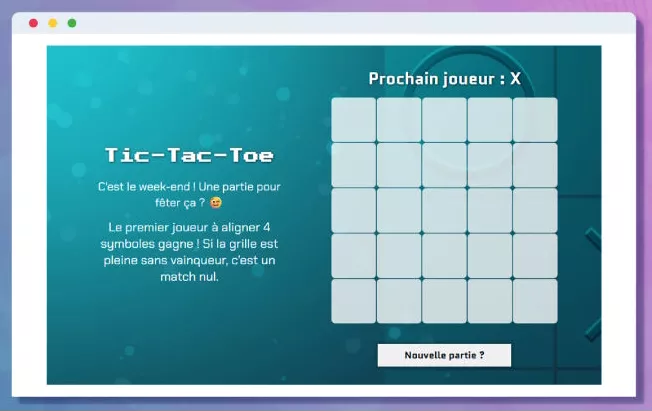 Prochain joueur : X
Tic-Tac-Toe
C'est le week-end ! Une partie pour
fêter ça ? 😜
Le premier joueur à aligner 4
symboles gagne ! Si la grille est
pleine sans vainqueur, c'est un
match nul.
Nouvelle partie ?